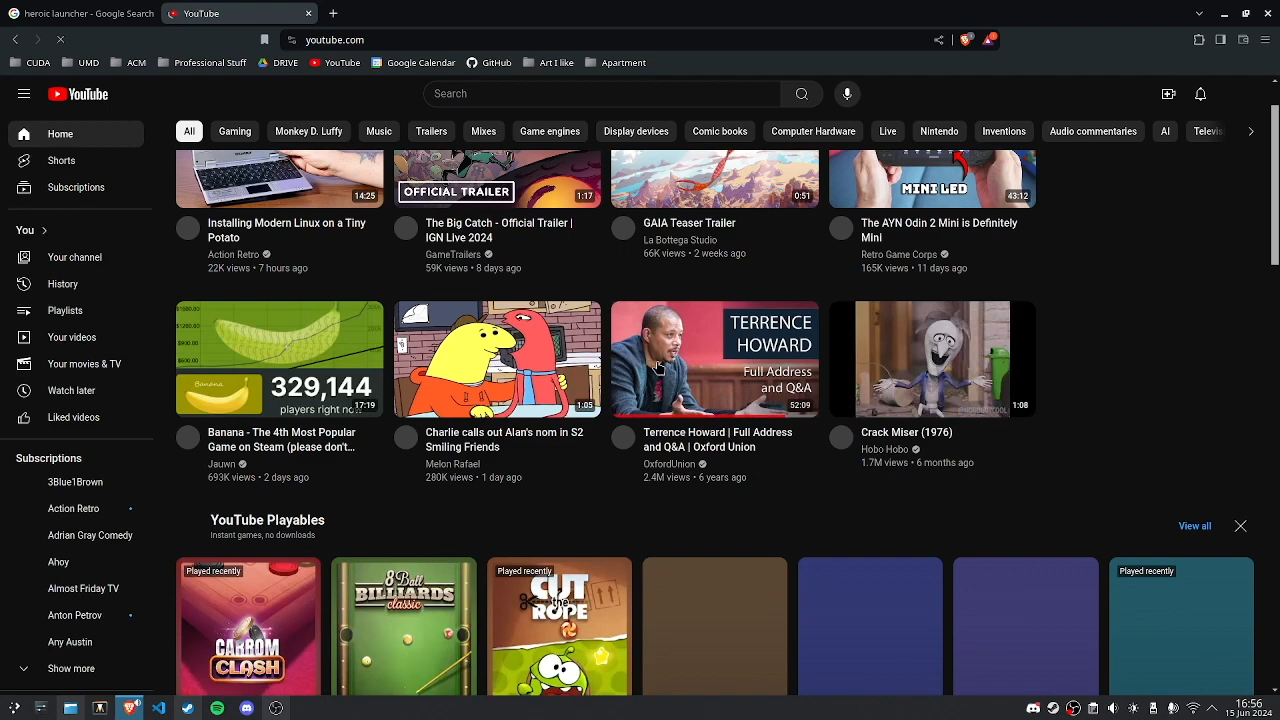 heroic launcher - Google Search
YouTube
youtube.com
CUDA
UMD
ACM
Professional Stuff
DRIVE
YouTube
Google Calendar
GitHub
Art I like
Apartment
YouTube
Search
Home
Shorts
Subscriptions
You
Your channel
History
Playlists
Your videos
Your movies & TV
Watch later
Liked videos
Subscriptions
3Blue1Brown
Action Retro
Adrian Gray Comedy
Ahoy
Almost Friday TV
Anton Petrov
Any Austin
Show more
All
Gaming
Monkey D. Luffy
Music
Trailers
Mixes
Game engines
Display devices
Comic books
Computer Hardware
Live
Nintendo
Inventions
Audio commentaries
AI
Televis
14:25
Installing Modern Linux on a Tiny
Potato
Action Retro
22K views • 7 hours ago
OFFICIAL TRAILER
1:17
The Big Catch - Official Trailer |
IGN Live 2024
GameTrailers
59K views • 8 days ago
0:51
GAIA Teaser Trailer
La Bottega Studio
66K views • 2 weeks ago
MINI LED
43:12
The AYN Odin 2 Mini is Definitely
Mini
Retro Game Corps
165K views • 11 days ago
$1200.00
$900.00
$600.00
Banana
329,144
players right now
17:19
Banana - The 4th Most Popular
Game on Steam (please don't...
Jauwn
693K views • 2 days ago
1:05
Charlie calls out Alan's nom in S2
Smiling Friends
Melon Rafael
280K views • 1 day ago
TERRENCE
HOWARD
Full Address
and Q&A
52:09
Terrence Howard | Full Address
and Q&A | Oxford Union
OxfordUnion
2.4M views • 6 years ago
1:08
Crack Miser (1976)
Hobo Hobo
1.7M views • 6 months ago
YouTube Playables
Instant games, no downloads
View all
Played recently
CARROM
CLASH
8 Ball
BILLIARDS
classic
Played recently
CUT
the
ROPE
Played recently
16:56
15 Jun 2024